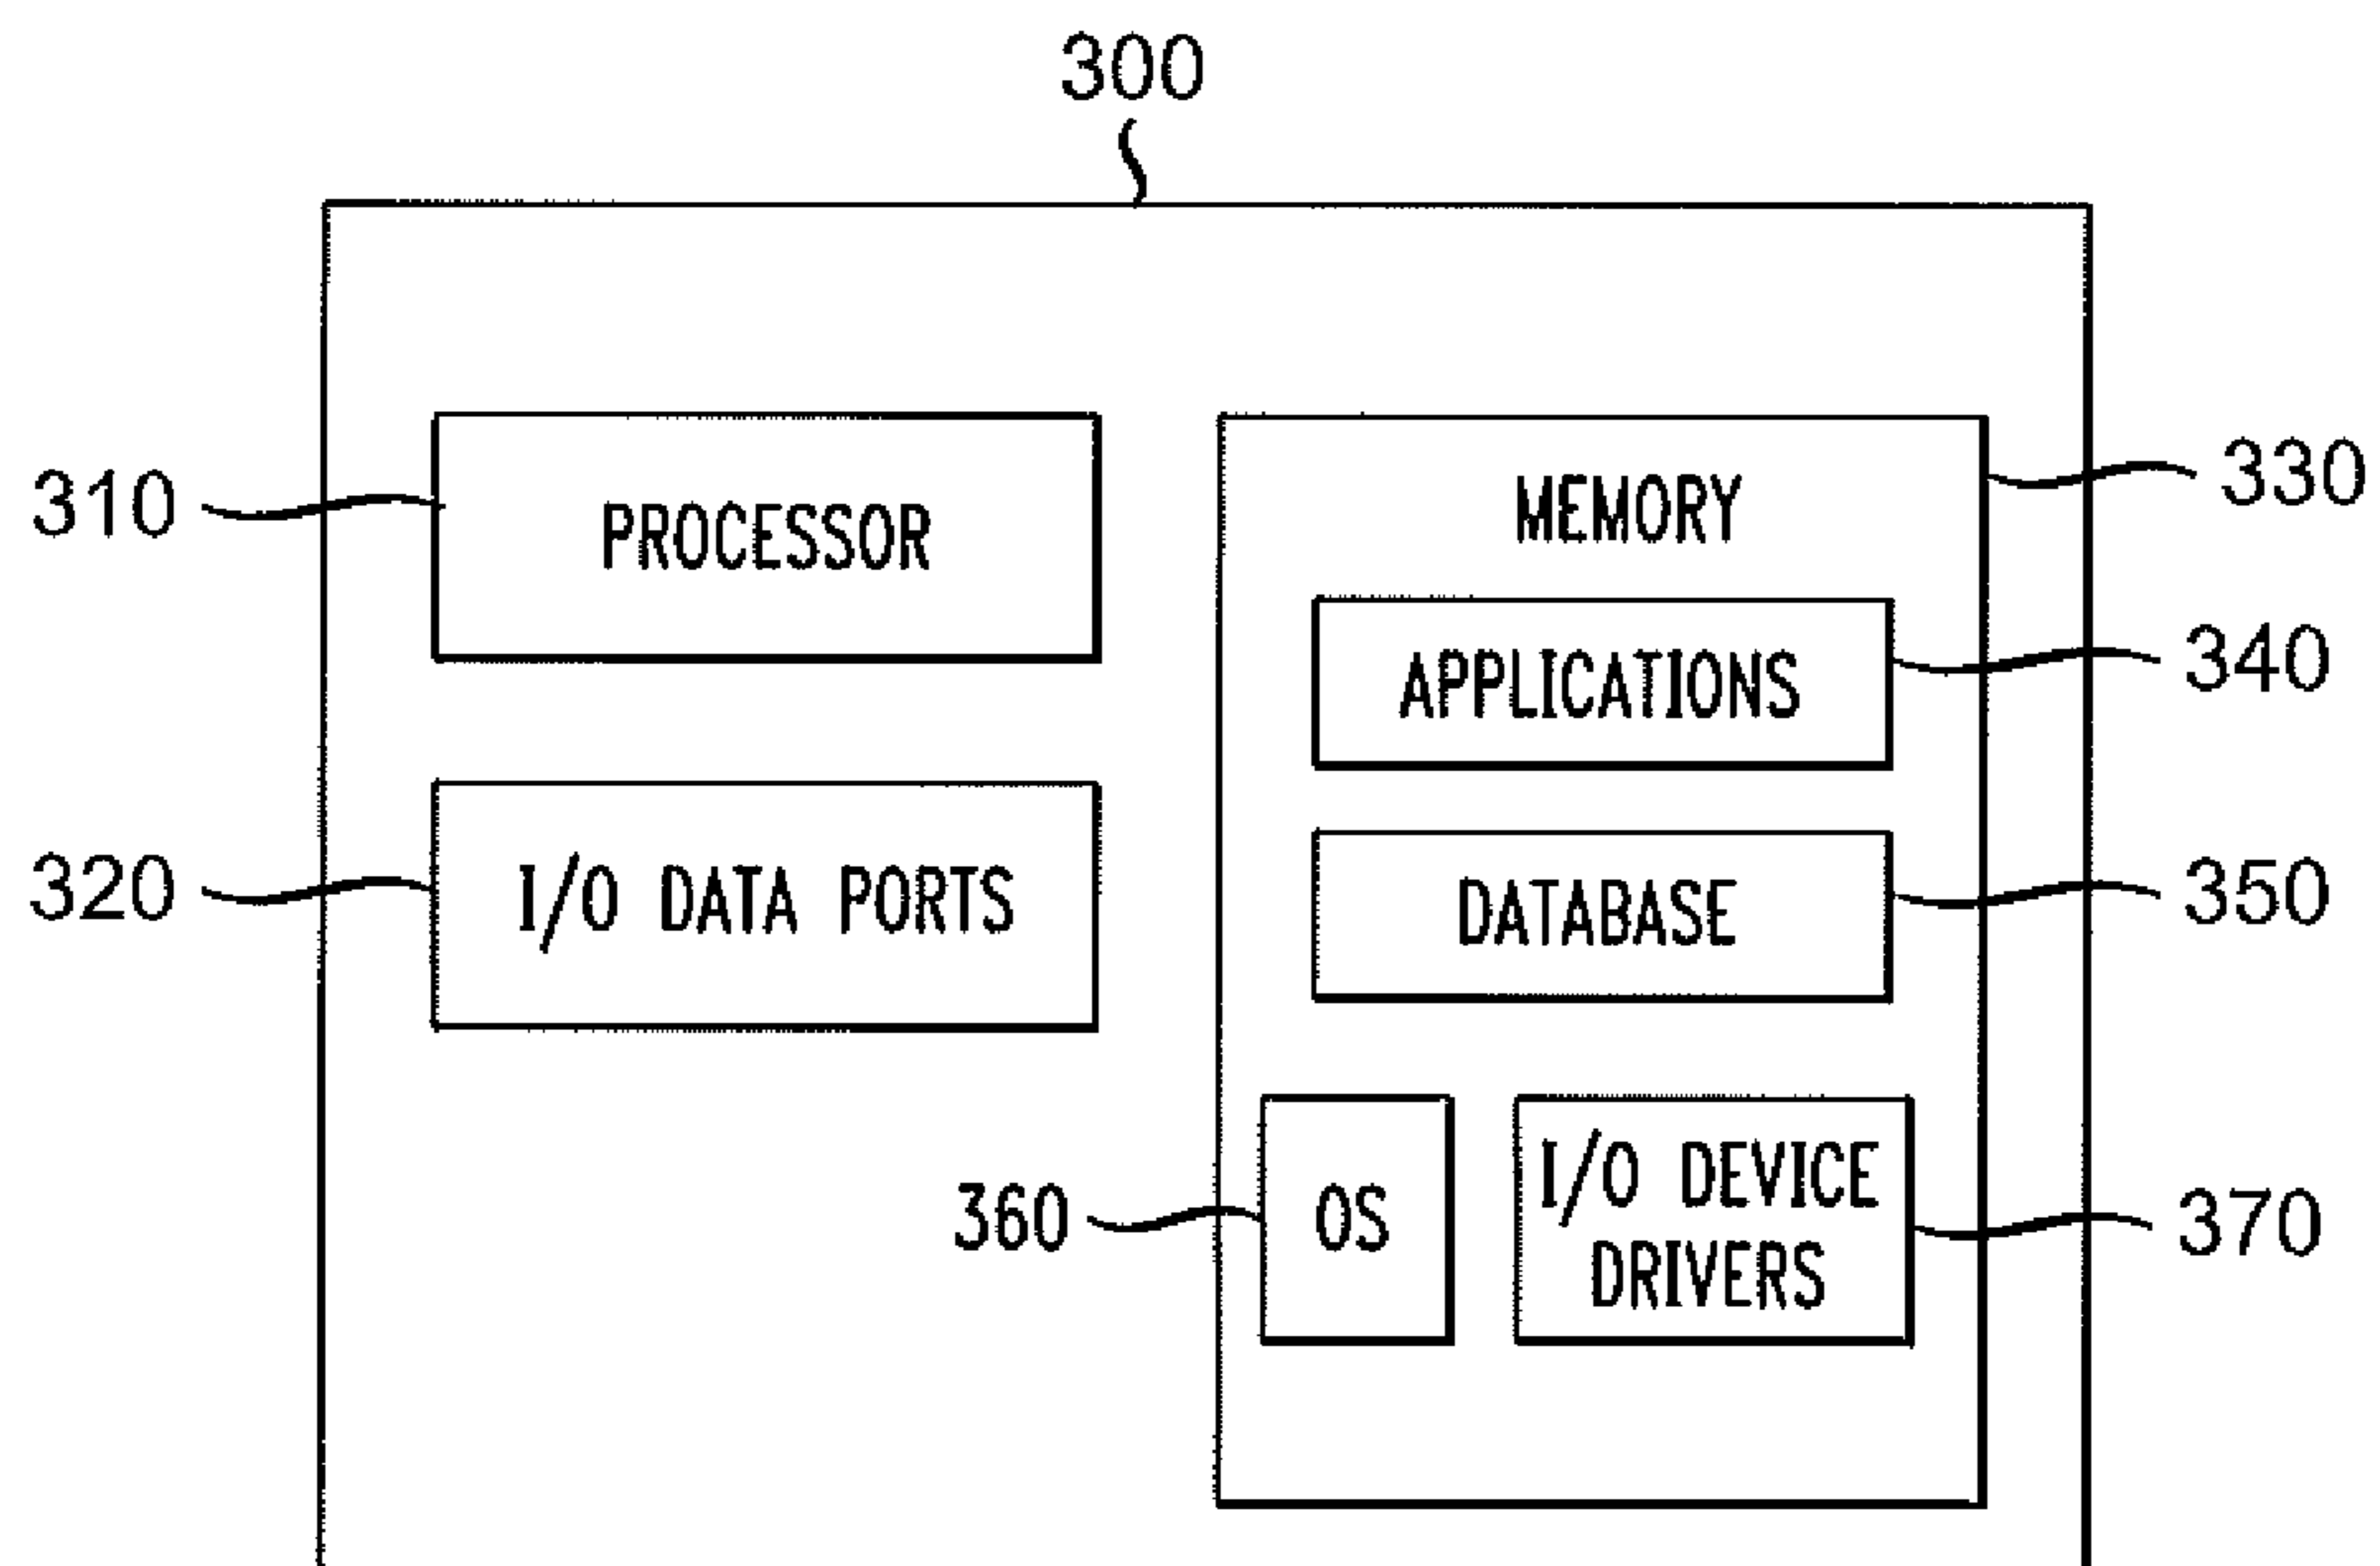 300
310
PROCESSOR
MEMORY
330
APPLICATIONS
340
320
I/O DATA PORTS
DATABASE
350
360
OS
I/O DEVICE
DRIVERS
370